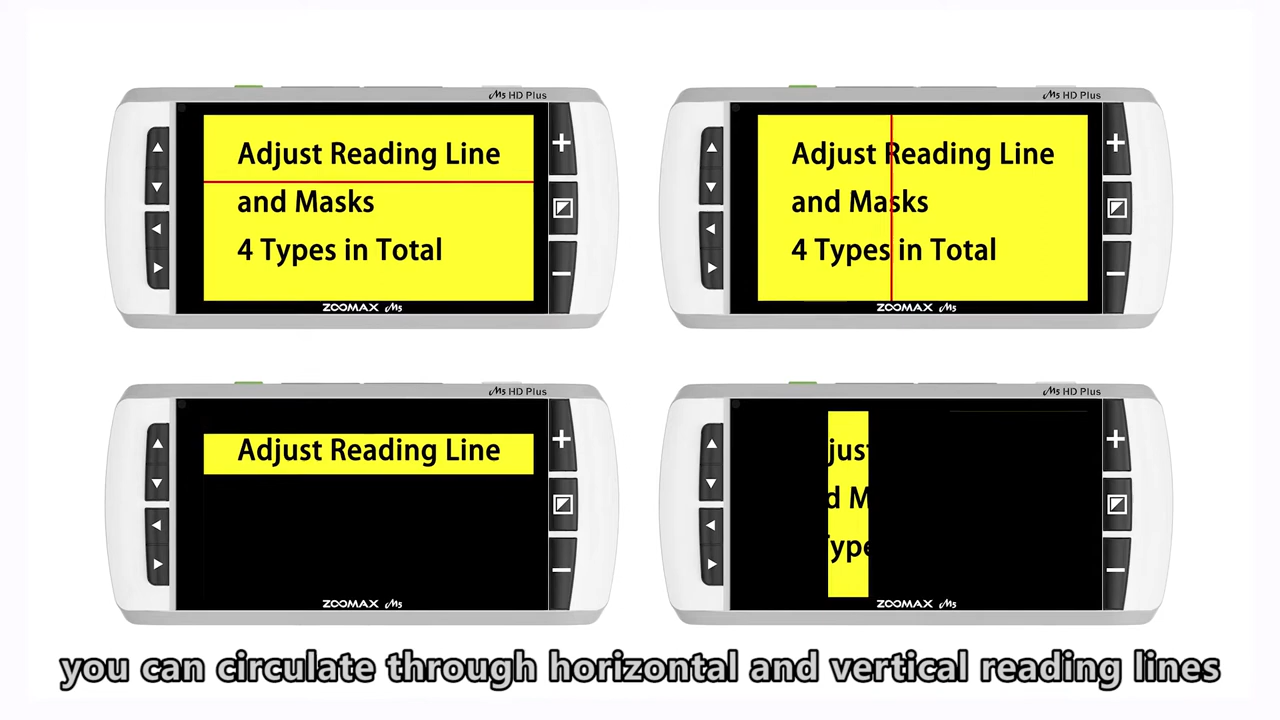 M5 HD Plus
Adjust Reading Line
and Masks
4 Types in Total
ZOOMAX M5
M5 HD Plus
Adjust Reading Line
and Masks
4 Types in Total
ZOOMAX M5
M5 HD Plus
Adjust Reading Line
ZOOMAX M5
M5 HD Plus
just
d M
ype
ZOOMAX M5
you can circulate through horizontal and vertical reading lines